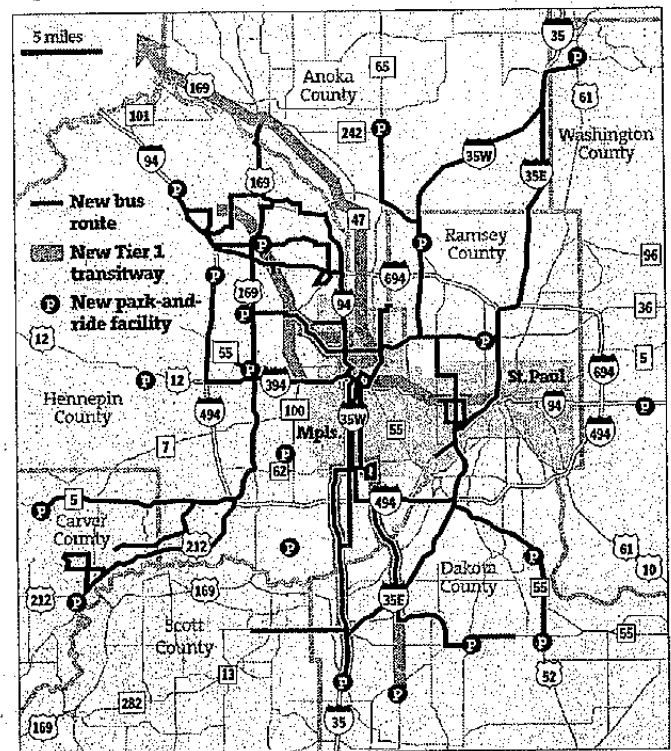 5 miles
35
Anoka
County
65
61
169
101
242
Washington
County
94
35W
35E
169
New bus
route
47
Ramsey
County
New Tier 1
transitway
694
96
P New park-and-
ride facility
169
94
36
12
55
5
694
Hennepin
County
12
394
St. Paul
494
100
35W
94
Mpls.
55
494
7
62
5
494
Carver
County
212
61
10
Dakota
County
212
169
35E
55
Scott
County
55
13
52
282
35
169